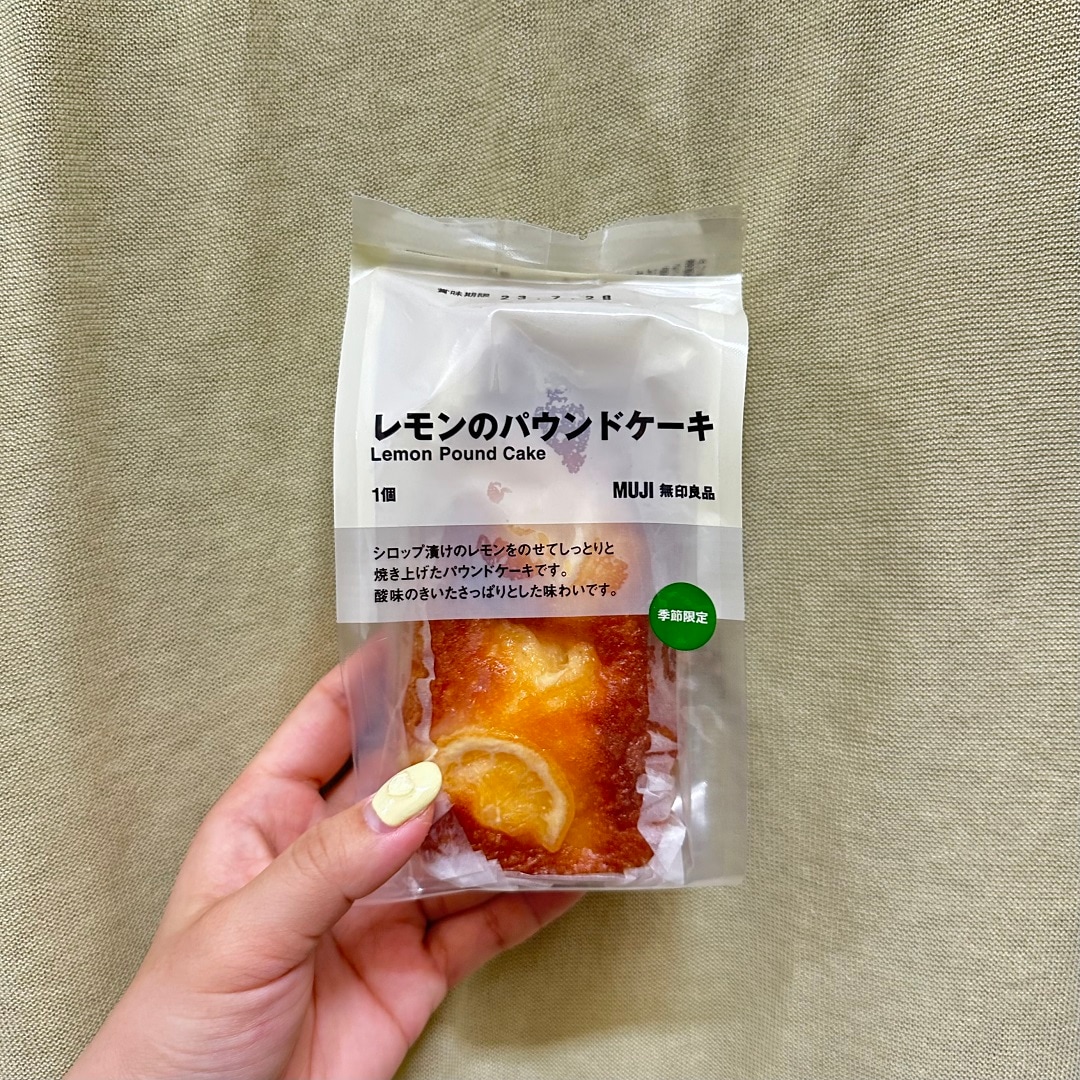 賞味期限 23.7.28
レモンのパウンドケーキ
Lemon Pound Cake
1個
MUJI 無印良品
シロップ漬けのレモンをのせてしっとりと
焼き上げたパウンドケーキです。
酸味のきいたさっぱりとした味わいです。
季節限定